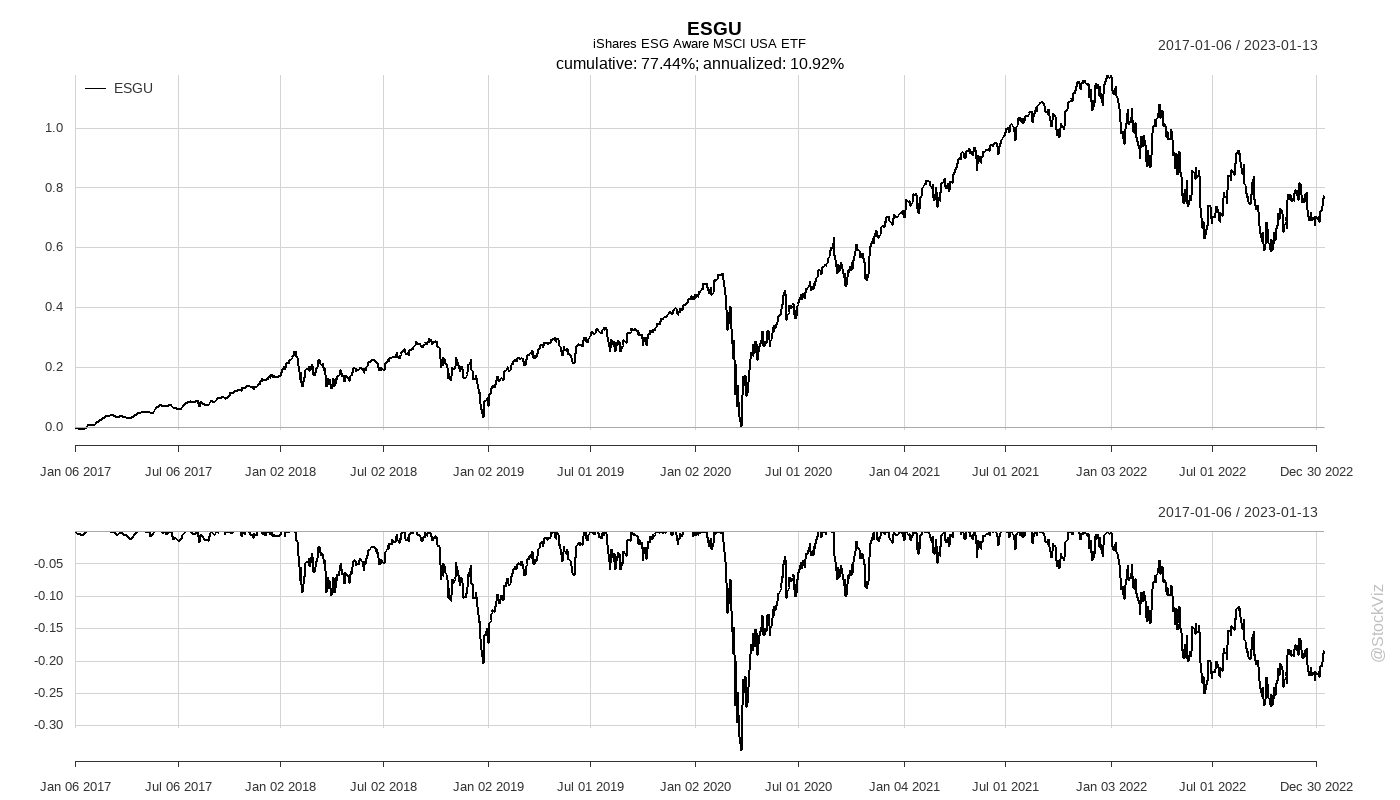 ESGU
iShares ESG Aware MSCI USA ETF
2017-01-06 / 2023-01-13
cumulative: 77.44%; annualized: 10.92%
ESGU
1.0
0.8
0.6
0.4
0.2
0.0
Jan 06 2017 Jul 06 2017 Jan 02 2018 Jul 02 2018 Jan 02 2019 Jul 01 2019 Jan 02 2020 Jul 01 2020 Jan 04 2021 Jul 01 2021 Jan 03 2022 Jul 01 2022 Dec 30 2022
2017-01-06 / 2023-01-13
-0.05
-0.10
-0.15
-0.20
-0.25
-0.30
Jan 06 2017 Jul 06 2017 Jan 02 2018 Jul 02 2018 Jan 02 2019 Jul 01 2019 Jan 02 2020 Jul 01 2020 Jan 04 2021 Jul 01 2021 Jan 03 2022 Jul 01 2022 Dec 30 2022
@StockViz